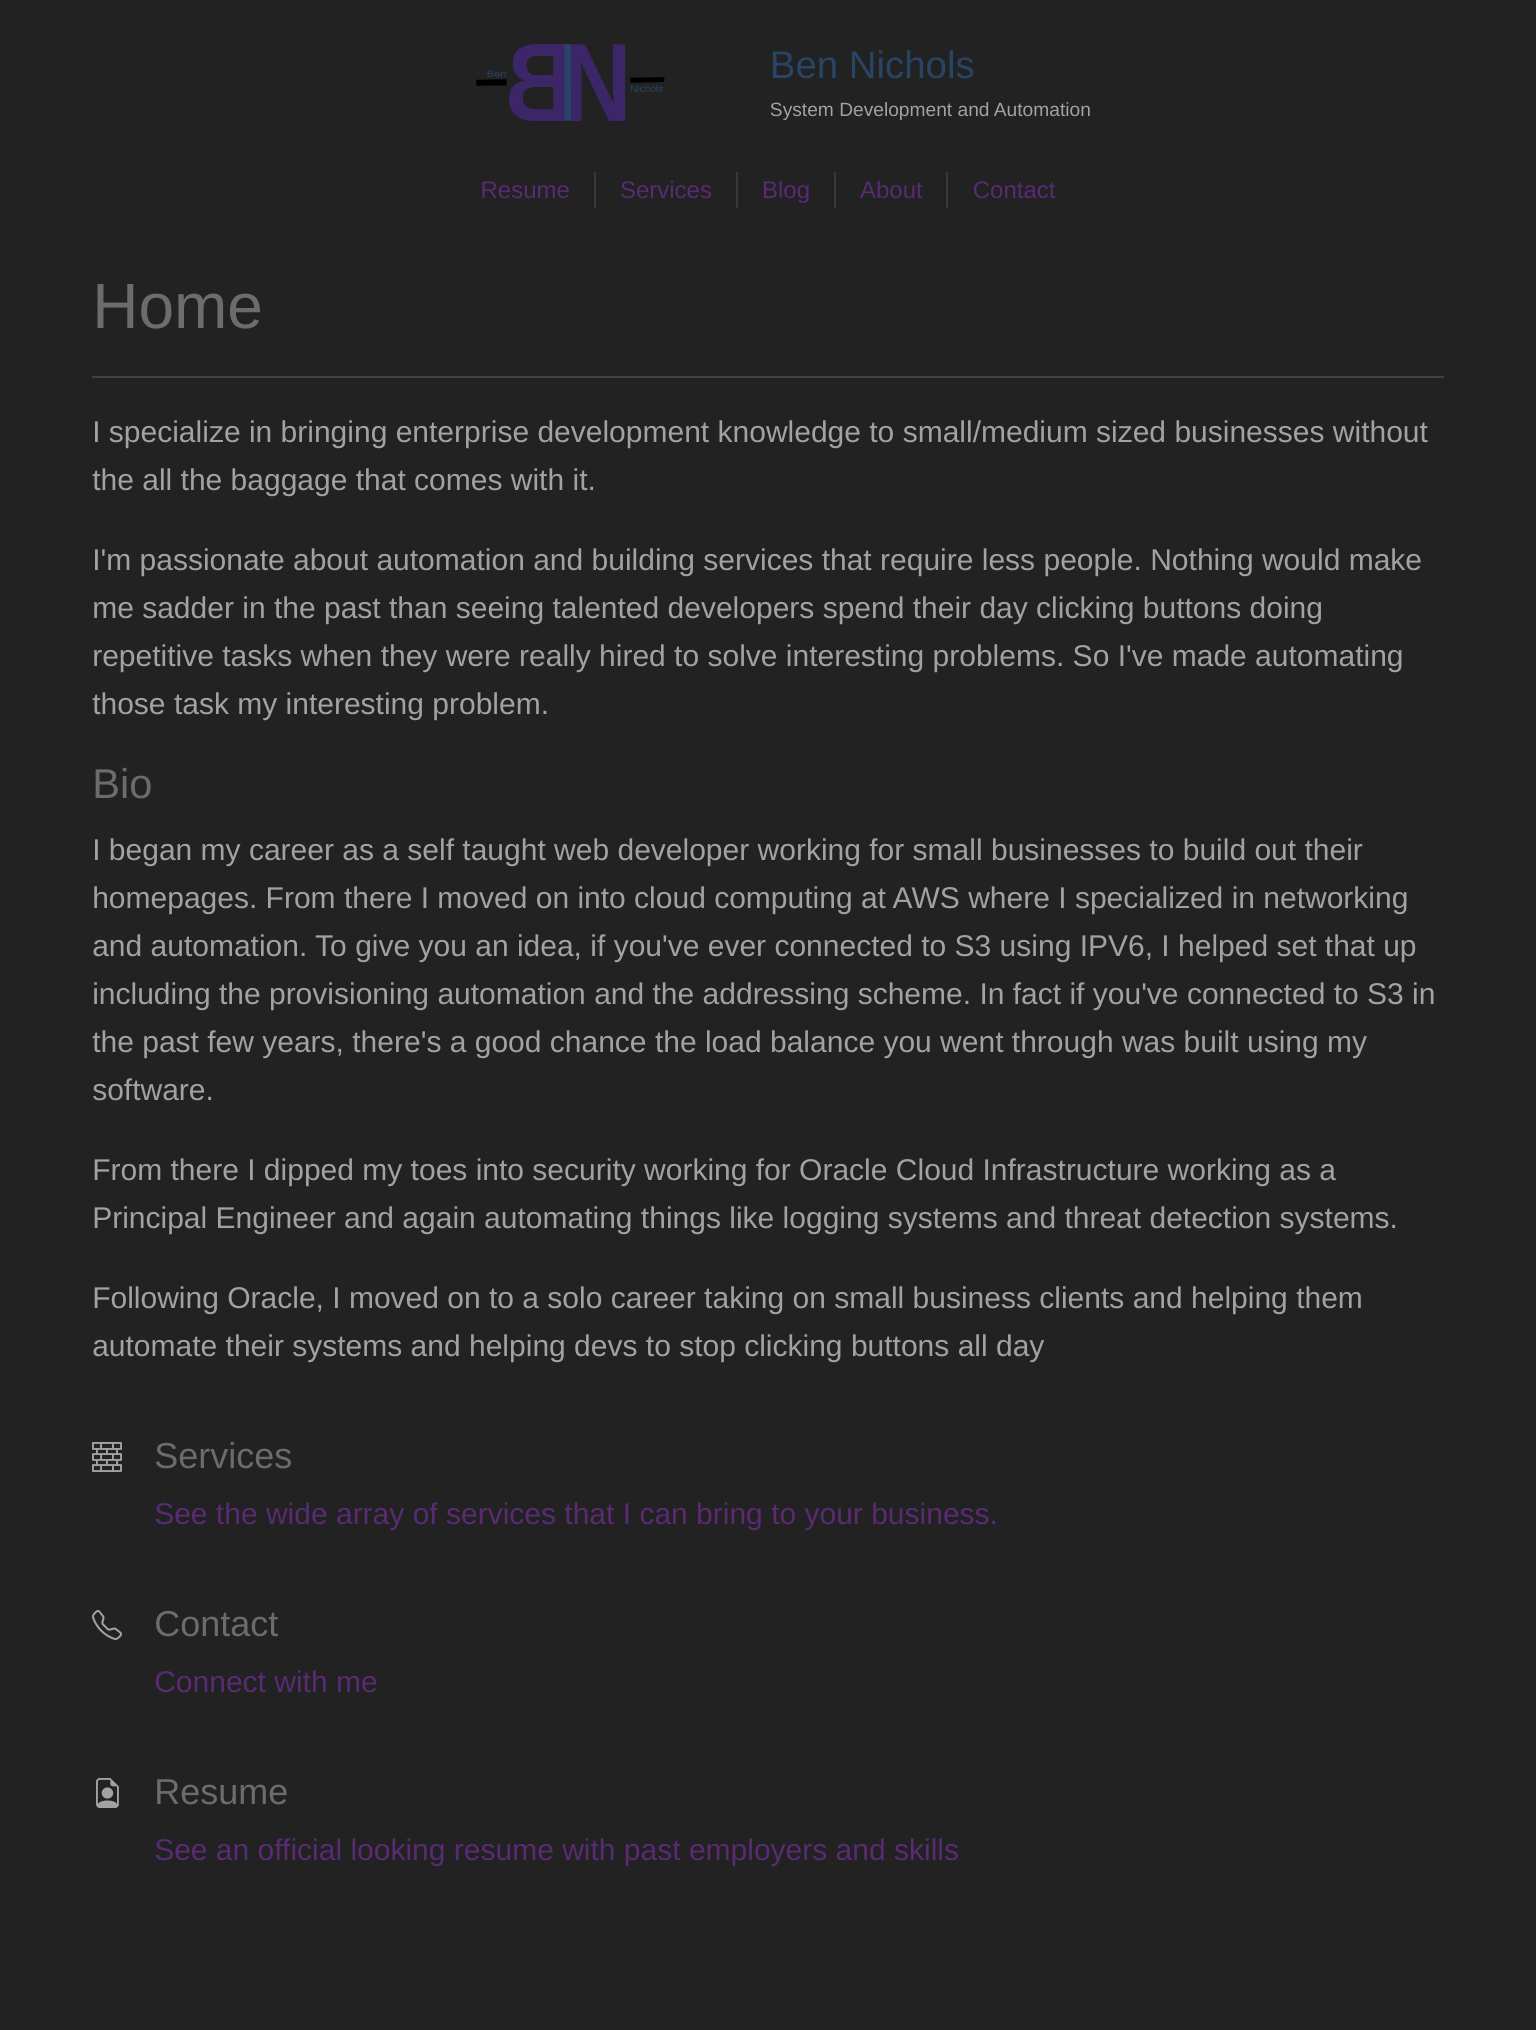 Ben
BN
Nichols
Ben Nichols
System Development and Automation
Resume
Services
Blog
About
Contact
Home
I specialize in bringing enterprise development knowledge to small/medium sized businesses without
the all the baggage that comes with it.
I'm passionate about automation and building services that require less people. Nothing would make
me sadder in the past than seeing talented developers spend their day clicking buttons doing
repetitive tasks when they were really hired to solve interesting problems. So I've made automating
those task my interesting problem.
Bio
I began my career as a self taught web developer working for small businesses to build out their
homepages. From there I moved on into cloud computing at AWS where I specialized in networking
and automation. To give you an idea, if you've ever connected to S3 using IPV6, I helped set that up
including the provisioning automation and the addressing scheme. In fact if you've connected to S3 in
the past few years, there's a good chance the load balance you went through was built using my
software.
From there I dipped my toes into security working for Oracle Cloud Infrastructure working as a
Principal Engineer and again automating things like logging systems and threat detection systems.
Following Oracle, I moved on to a solo career taking on small business clients and helping them
automate their systems and helping devs to stop clicking buttons all day
Services
See the wide array of services that I can bring to your business.
Contact
Connect with me
Resume
See an official looking resume with past employers and skills